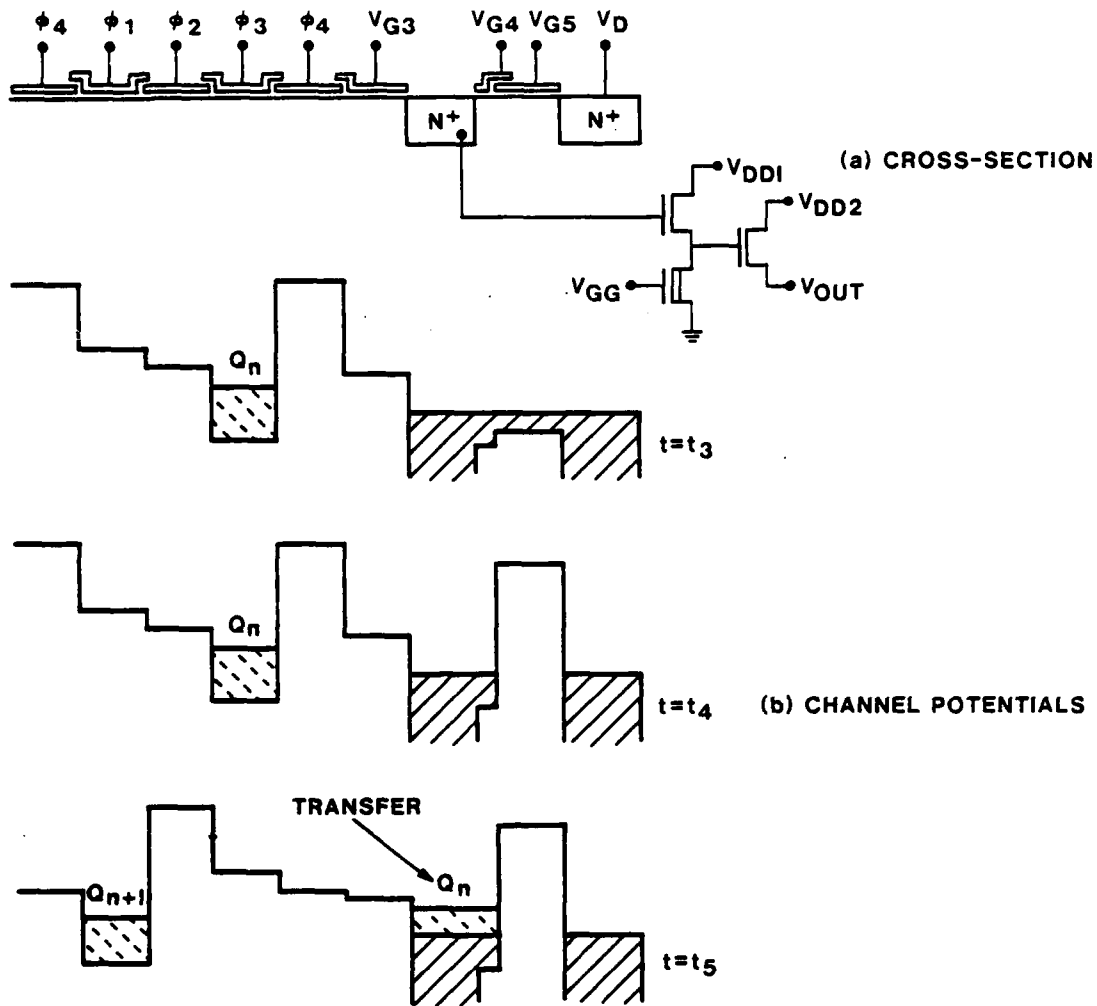 ϕ4 ϕ1 ϕ2 ϕ3 ϕ4 VG3 VG4 VG5 VD
N+ N+
(a) CROSS-SECTION
VDD1
VDD2
VGG
VOUT
Qn
t=t3
Qn
t=t4
(b) CHANNEL POTENTIALS
TRANSFER
Qn+1
Qn
t=t5